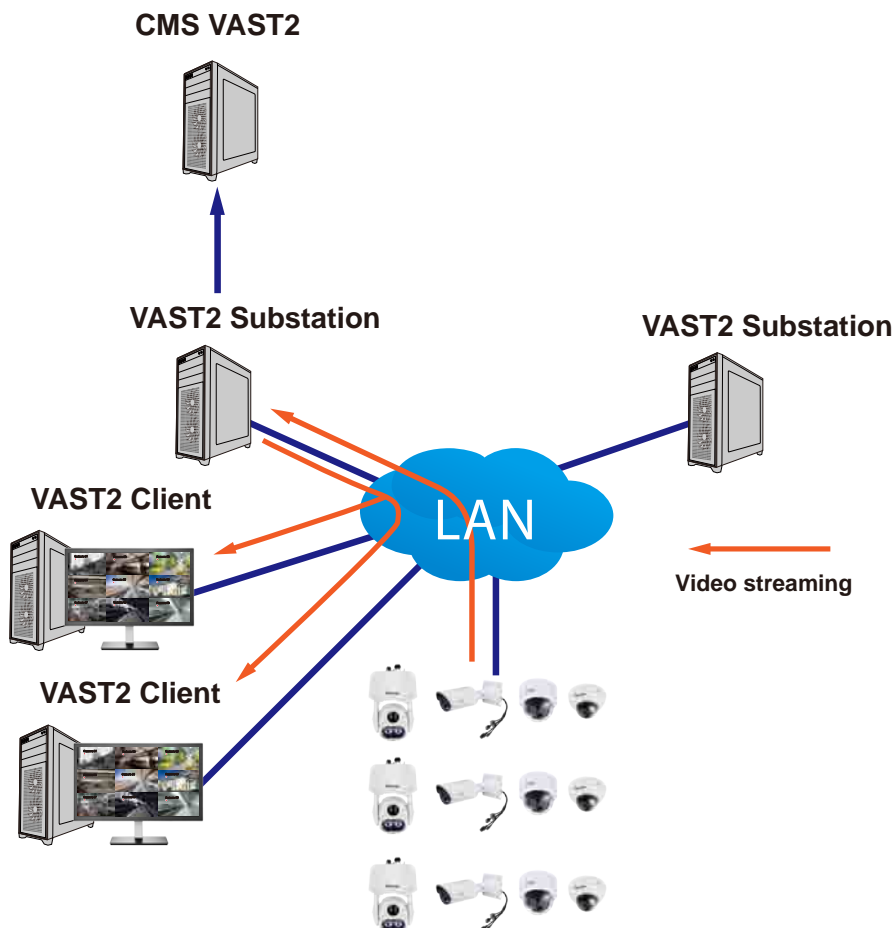 CMS VAST2
VAST2 Substation
VAST2 Substation
VAST2 Client
LAN
Video streaming
VAST2 Client